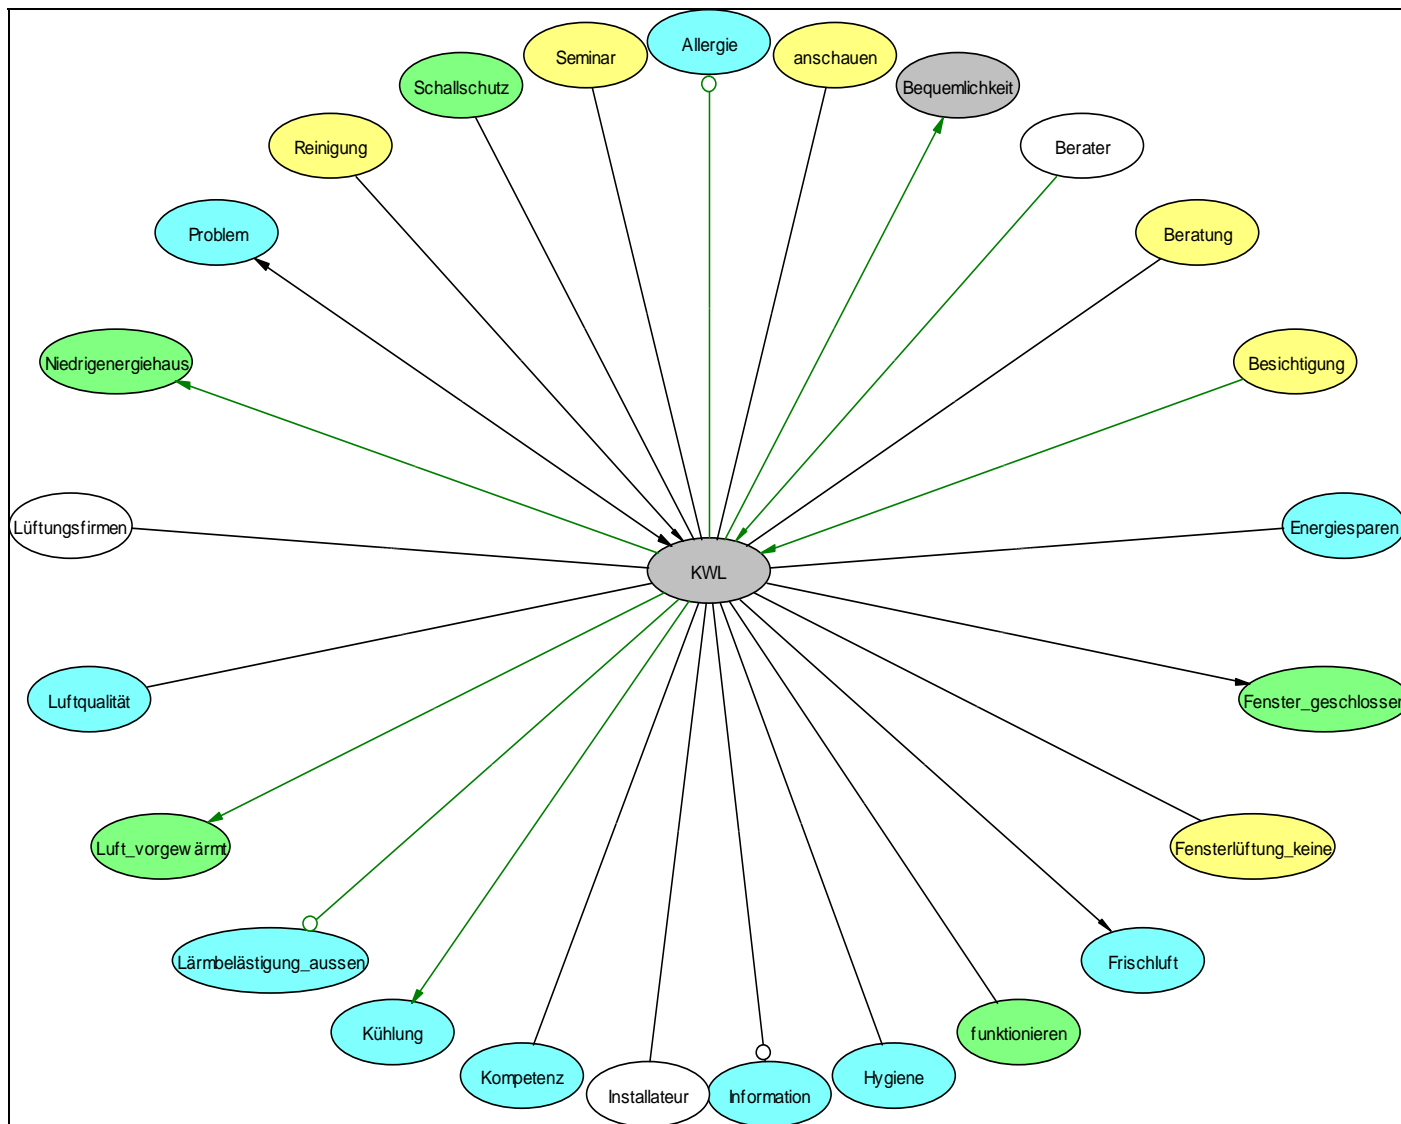 Allergie
Seminar
anschauen
Schallschutz
Bequemlichkeit
Reinigung
Berater
Problem
Beratung
Niedrigenergiehaus
Besichtigung
Lüftungsfirmen
Energiesparen
KWL
Luftqualität
Fenster_geschlossen
Luft_vorgewärmt
Fensterlüftung_keine
Lärmbelästigung_aussen
Frischluft
Kühlung
funktionieren
Kompetenz
Hygiene
Installateur
Information